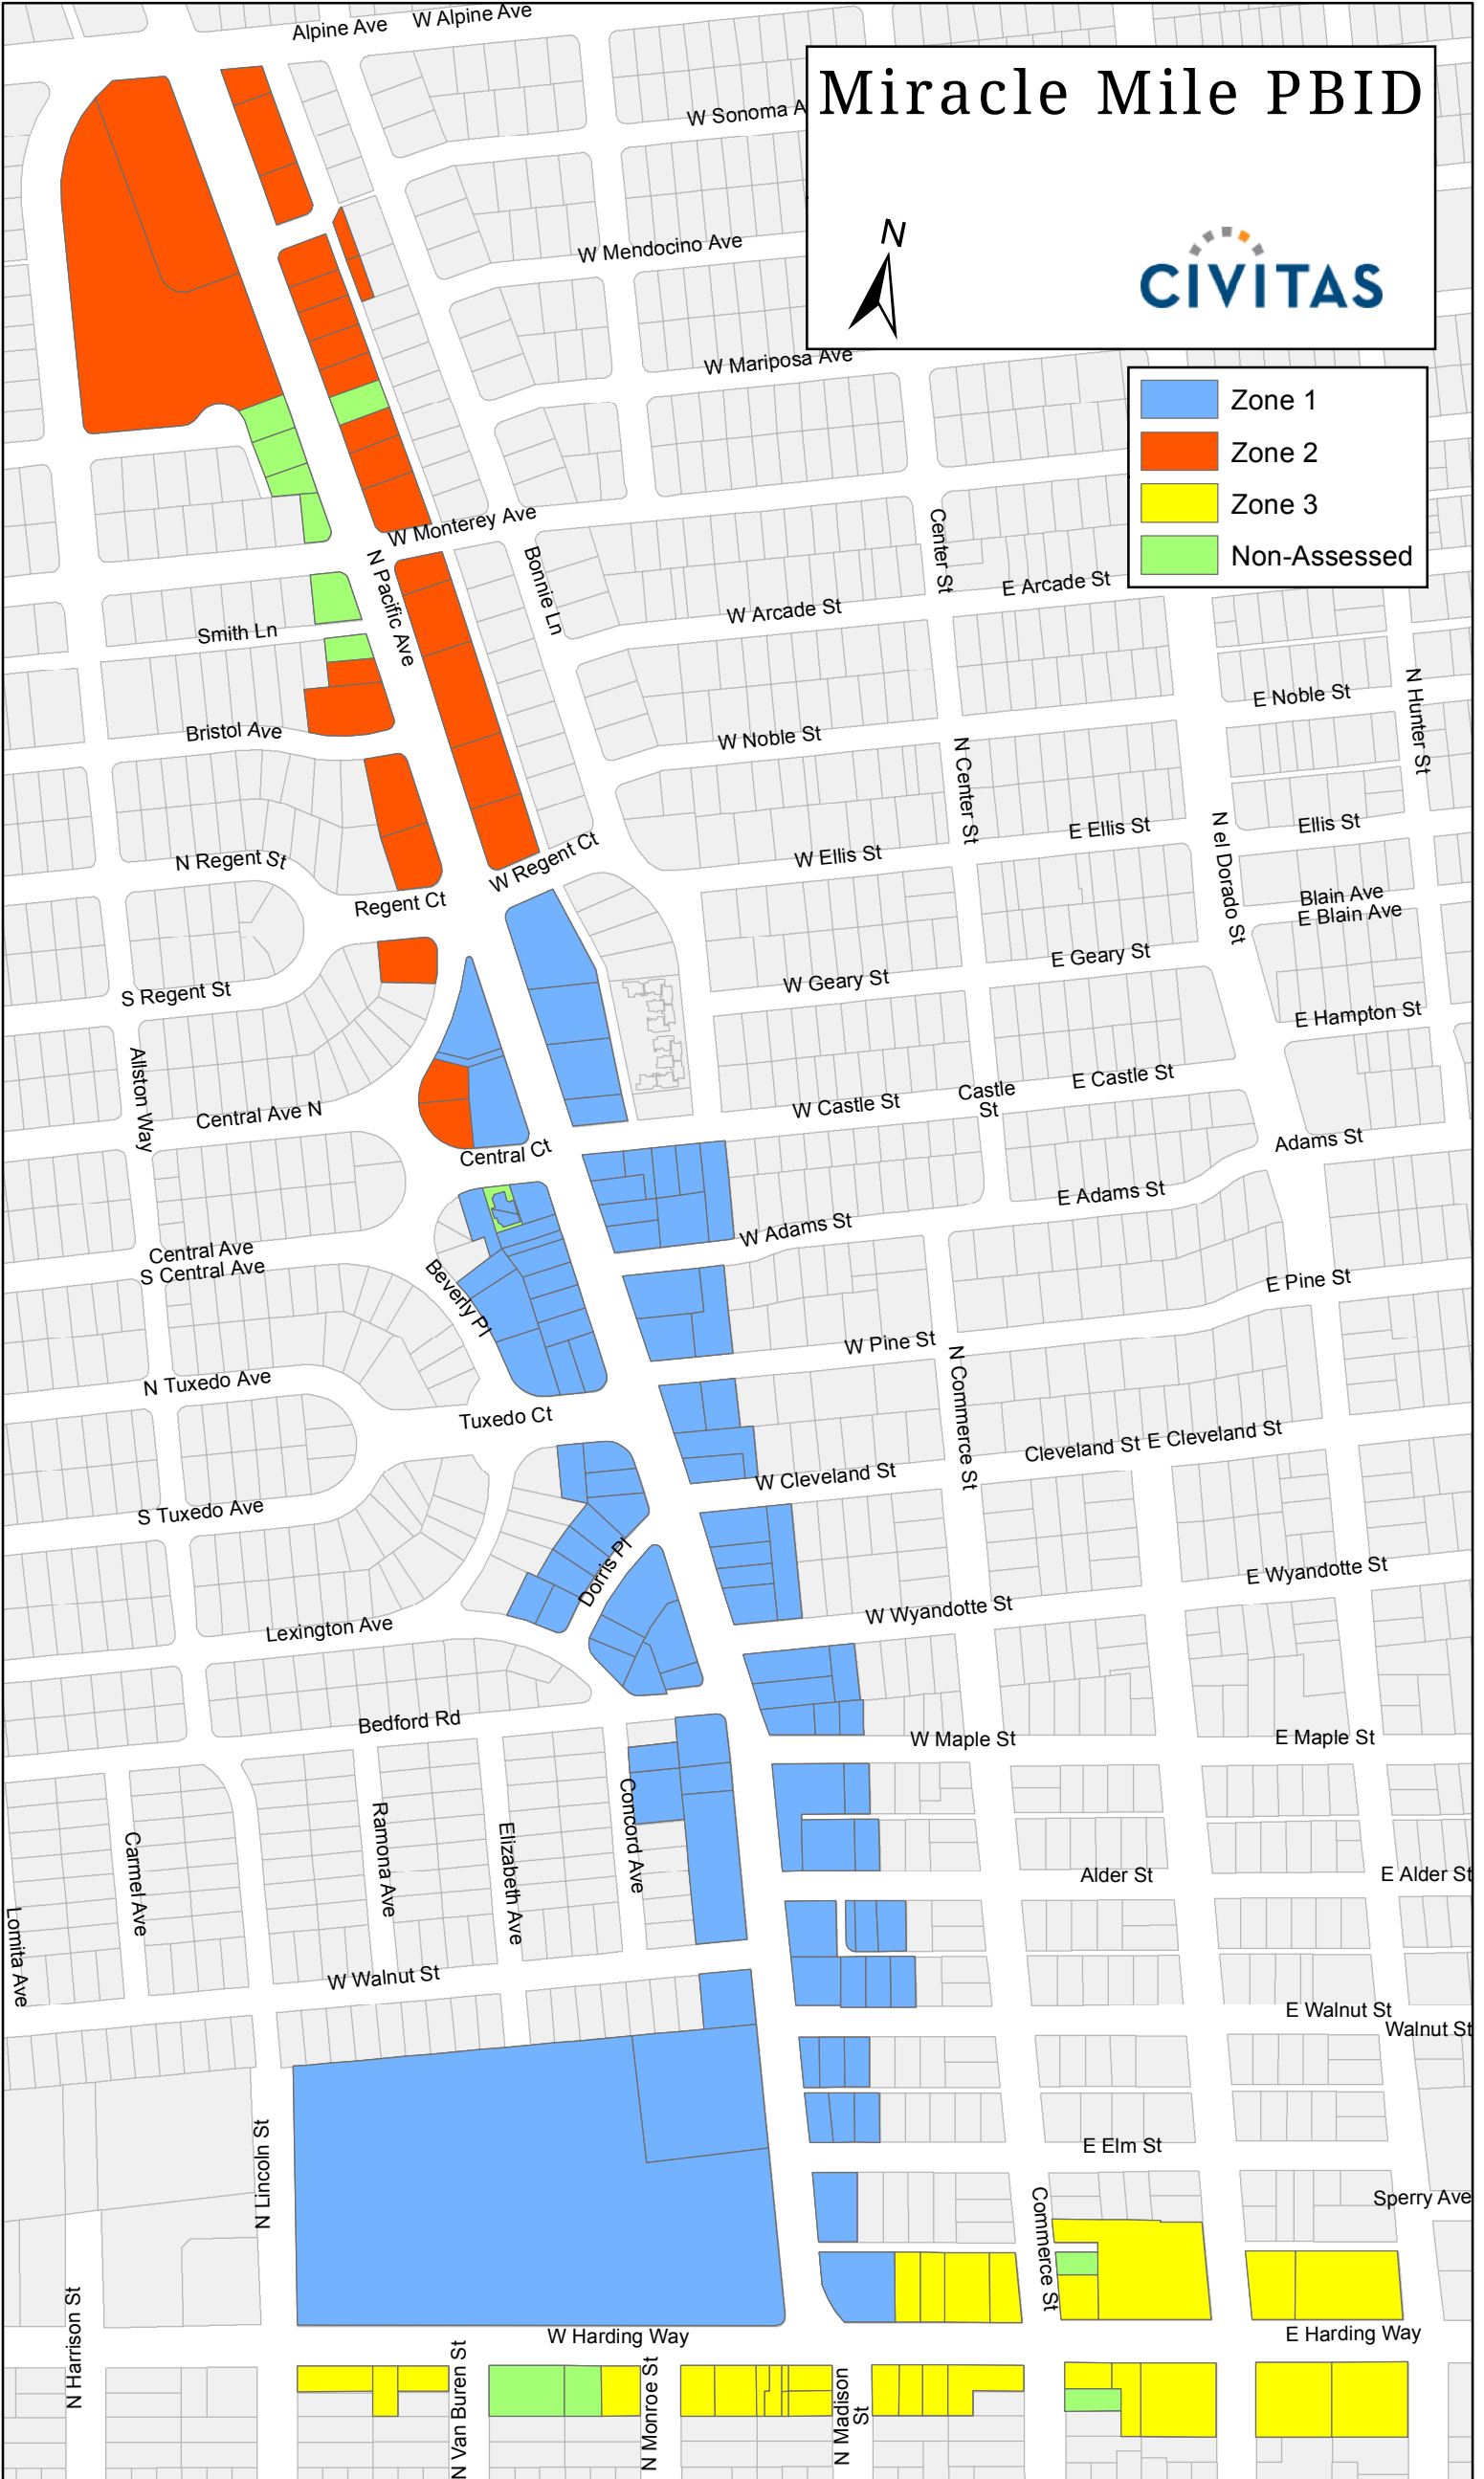 Alpine Ave
W Alpine Ave
Miracle Mile PBID
W Sonoma A
N
CIVITAS
W Mendocino Ave
W Mariposa Ave
Zone 1
Zone 2
Zone 3
Non-Assessed
W Monterey Ave
Center St
N Pacific Ave
Bonnie Ln
E Arcade St
W Arcade St
Smith Ln
N Hunter St
E Noble St
Bristol Ave
W Noble St
N Center St
N el Dorado St
Ellis St
E Ellis St
W Ellis St
N Regent St
W Regent Ct
Regent Ct
Blain Ave
E Blain Ave
E Geary St
W Geary St
S Regent St
E Hampton St
Allston Way
E Castle St
Castle
St
W Castle St
Central Ave N
Central Ct
Adams St
E Adams St
W Adams St
Central Ave
S Central Ave
Beverly Pl
E Pine St
W Pine St
N Tuxedo Ave
N Commerce St
Tuxedo Ct
Cleveland St
E Cleveland St
W Cleveland St
S Tuxedo Ave
Dorris Pl
E Wyandotte St
W Wyandotte St
Lexington Ave
Bedford Rd
W Maple St
E Maple St
Concord Ave
Ramona Ave
Elizabeth Ave
Carmel Ave
Lomita Ave
Alder St
E Alder St
W Walnut St
E Walnut St
Walnut St
N Lincoln St
E Elm St
Sperry Ave
Commerce St
N Harrison St
W Harding Way
E Harding Way
N Van Buren St
N Monroe St
N Madison
St